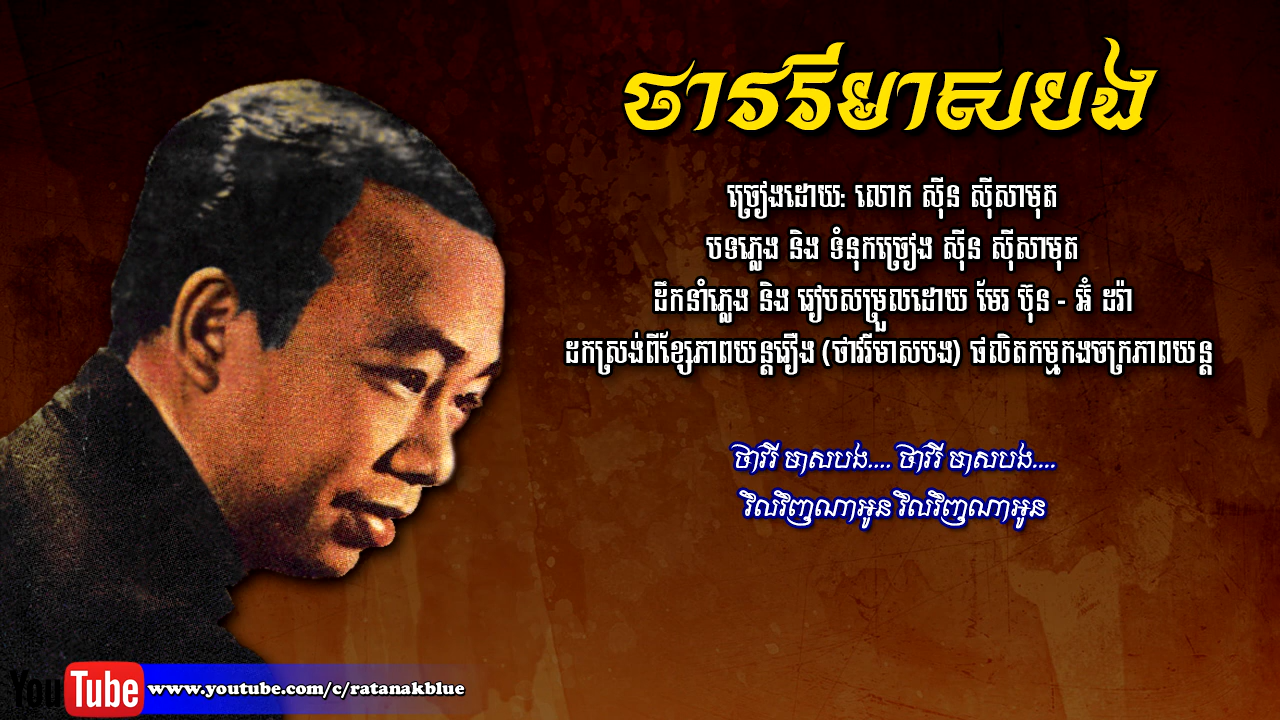 ថាវរីមាសបង
ច្រៀងដោយ: លោក ស៊ីន ស៊ីសាមុត
បទភ្លេង និង ទំនុកច្រៀង ស៊ីន ស៊ីសាមុត
ដឹកនាំភ្លេង និង រៀបសម្រួលដោយ មែរ ប៊ុន - អ៊ំ ដរ៉ា
ដកស្រង់ពីខ្សែភាពយន្តរឿង (ថាវរីមាសបង) ផលិតកម្មកងចក្រភាពយន្ត
ថាវរី មាសបង.... ថាវរី មាសបង....
វិលវិញណាអូន វិលវិញណាអូន
YouTube www.youtube.com/c/ratanakblue